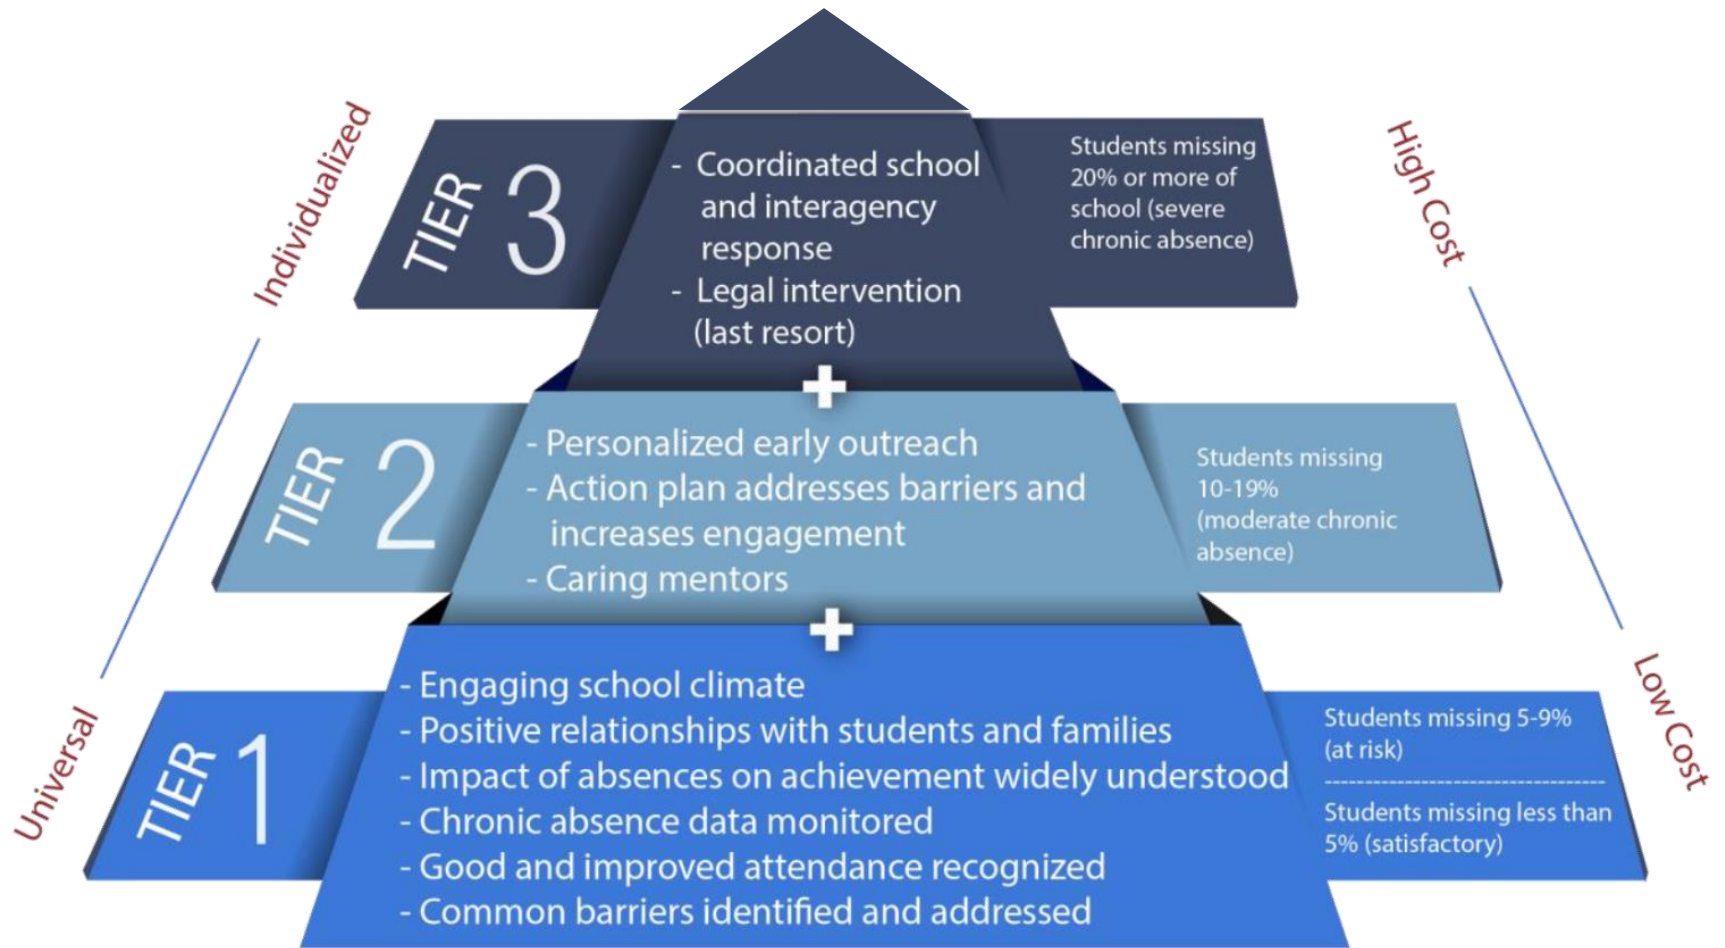 Individualized
Universal
High Cost
Low Cost
TIER 3
- Coordinated school
and interagency
response
- Legal intervention
(last resort)
Students missing
20% or more of
school (severe
chronic absence)
+
TIER 2
- Personalized early outreach
- Action plan addresses barriers and
increases engagement
- Caring mentors
Students missing
10-19%
(moderate chronic
absence)
+
TIER 1
- Engaging school climate
- Positive relationships with students and families
- Impact of absences on achievement widely understood
- Chronic absence data monitored
- Good and improved attendance recognized
- Common barriers identified and addressed
Students missing 5-9%
(at risk)
Students missing less than
5% (satisfactory)